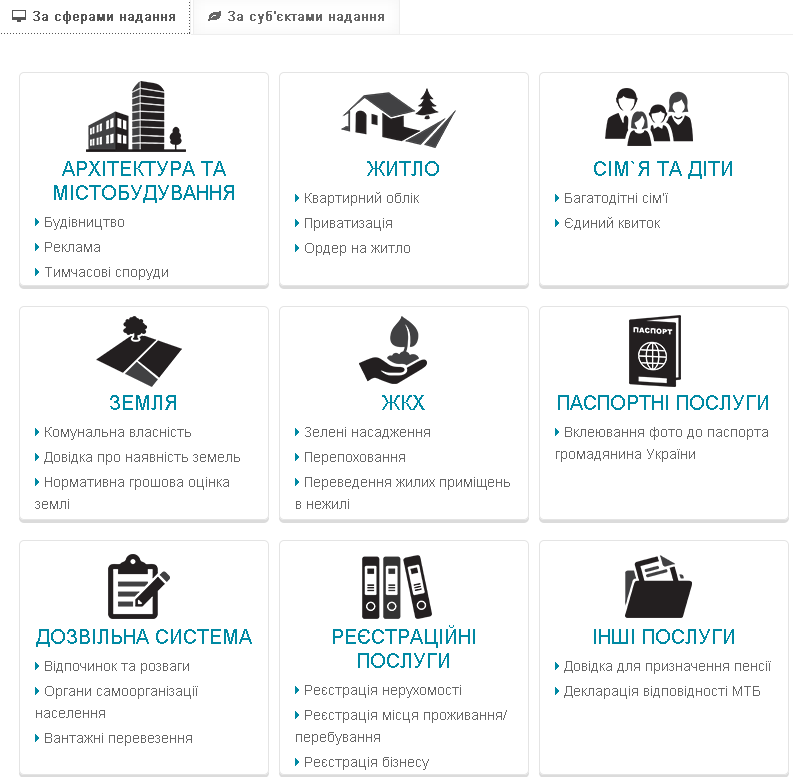 За сферами надання
За суб'єктами надання
АРХІТЕКТУРА ТА
МІСТОБУДУВАННЯ
Будівництво
Реклама
Тимчасові споруди
ЖИТЛО
Квартирний облік
Приватизація
Ордер на житло
СІМ`Я ТА ДІТИ
Багатодітні сім'ї
Єдиний квиток
ЗЕМЛЯ
Комунальна власність
Довідка про наявність земель
Нормативна грошова оцінка
землі
ЖКХ
Зелені насадження
Перепоховання
Переведення жилих приміщень
в нежилі
ПАСПОРТ
ПАСПОРТНІ ПОСЛУГИ
Вклеювання фото до паспорта
громадянина України
ДОЗВІЛЬНА СИСТЕМА
Відпочинок та розваги
Органи самоорганізації
населення
Вантажні перевезення
РЕЄСТРАЦІЙНІ
ПОСЛУГИ
Реєстрація нерухомості
Реєстрація місця проживання/
перебування
Реєстрація бізнесу
ІНШІ ПОСЛУГИ
Довідка для призначення пенсії
Декларація відповідності МТБ